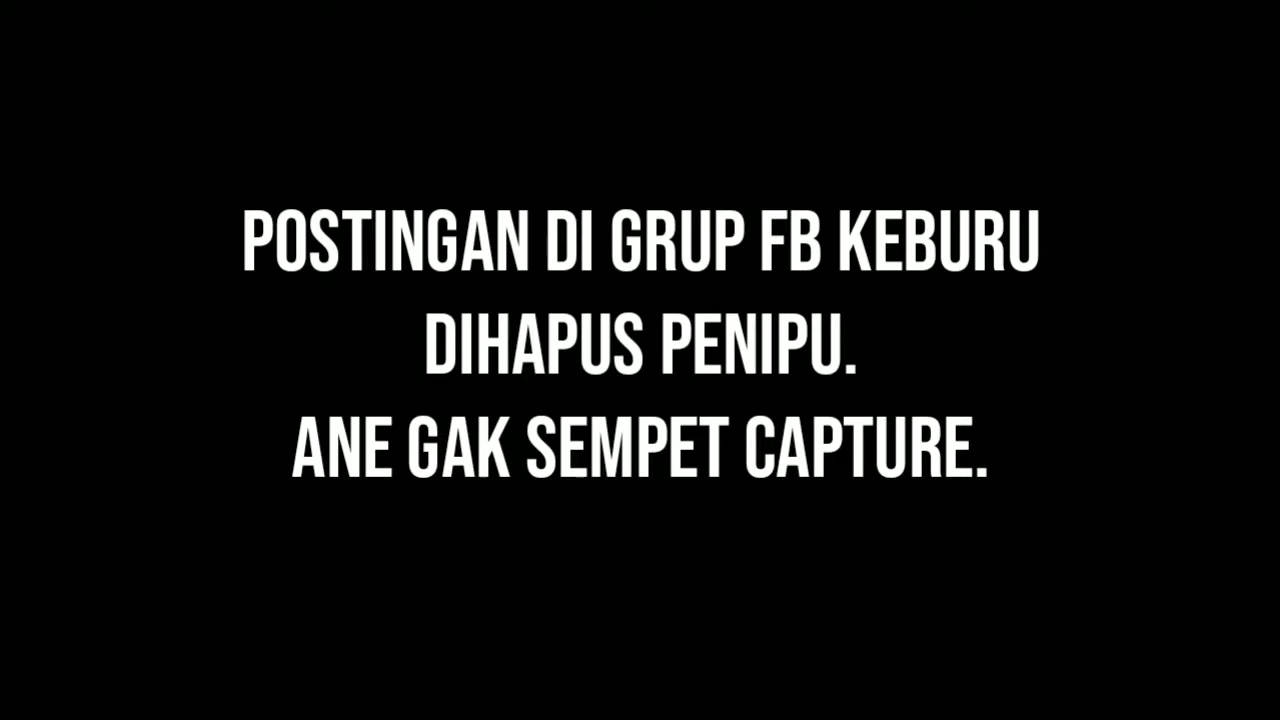 POSTINGAN DI GRUP FB KEBURU
DIHAPUS PENIPU.
ANE GAK SEMPET CAPTURE.